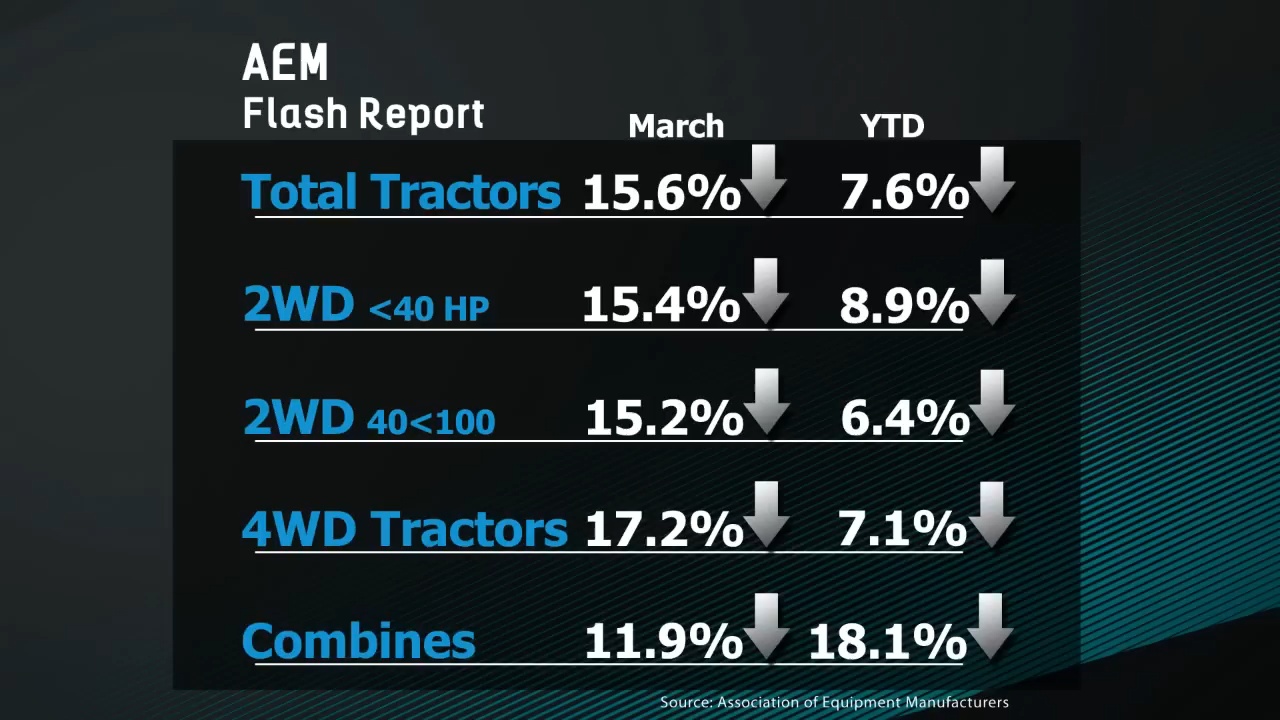 AEM
Flash Report
March YTD
Total Tractors 15.6% 7.6%
2WD <40 HP 15.4% 8.9%
2WD 40<100 15.2% 6.4%
4WD Tractors 17.2% 7.1%
Combines 11.9% 18.1%
Source: Association of Equipment Manufacturers